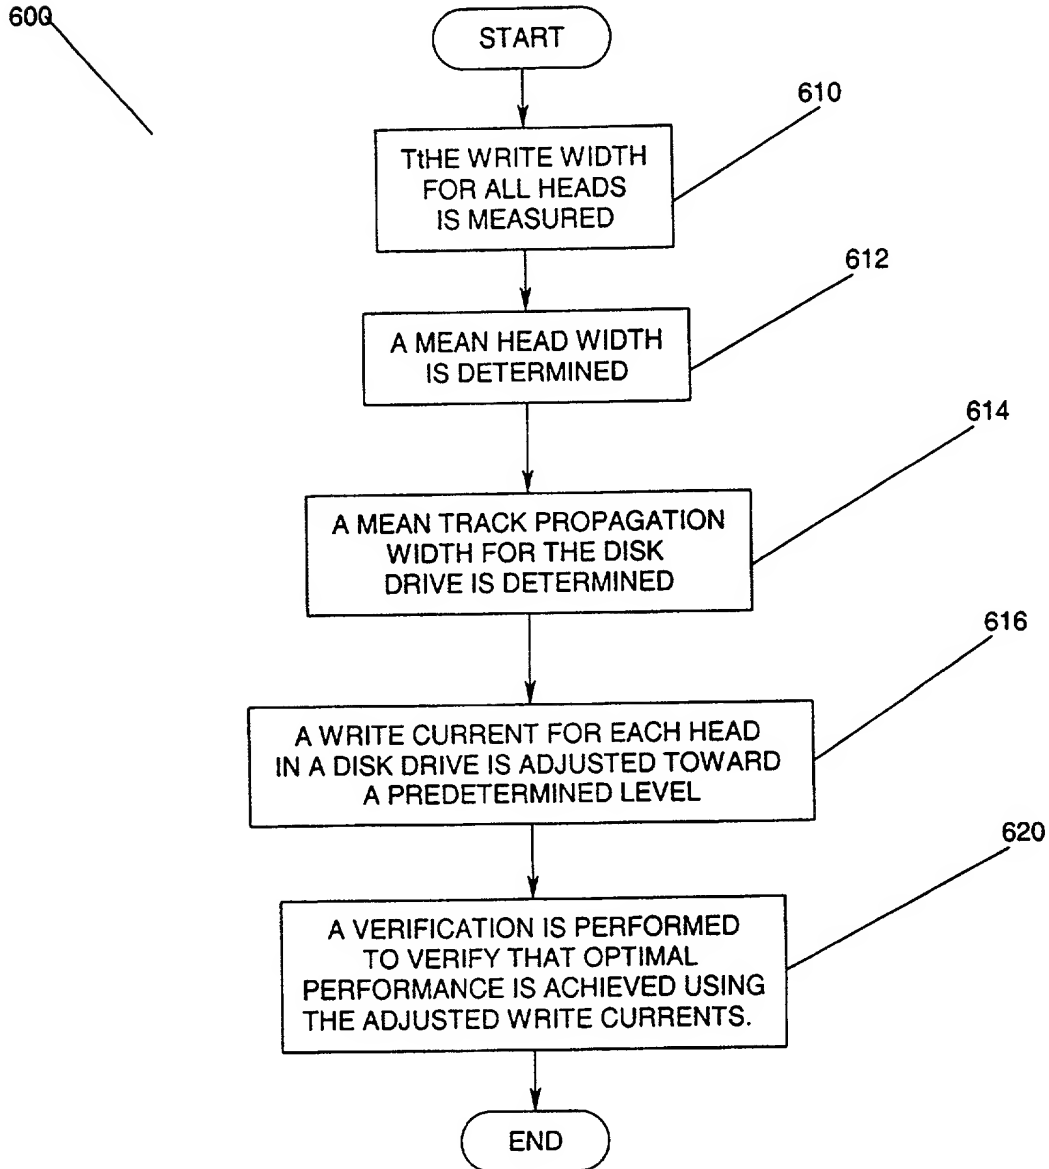 600
START
610
TtHE WRITE WIDTH
FOR ALL HEADS
IS MEASURED
612
A MEAN HEAD WIDTH
IS DETERMINED
614
A MEAN TRACK PROPAGATION
WIDTH FOR THE DISK
DRIVE IS DETERMINED
616
A WRITE CURRENT FOR EACH HEAD
IN A DISK DRIVE IS ADJUSTED TOWARD
A PREDETERMINED LEVEL
620
A VERIFICATION IS PERFORMED
TO VERIFY THAT OPTIMAL
PERFORMANCE IS ACHIEVED USING
THE ADJUSTED WRITE CURRENTS.
END